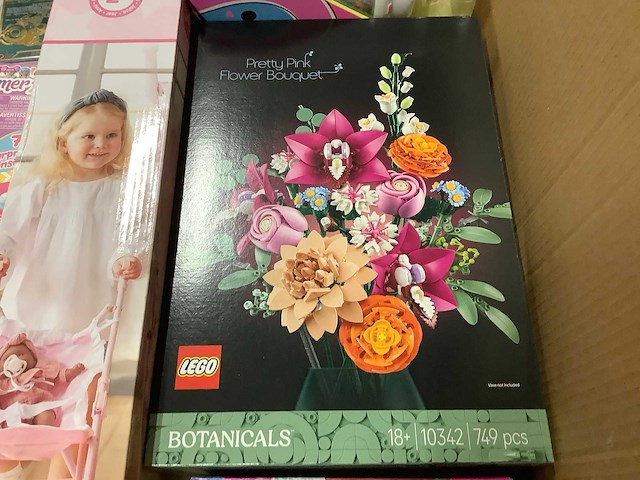 Pretty Pink
Flower Bouquet
LEGO
Vase not included
BOTANICALS
18+ 10342 749 pcs